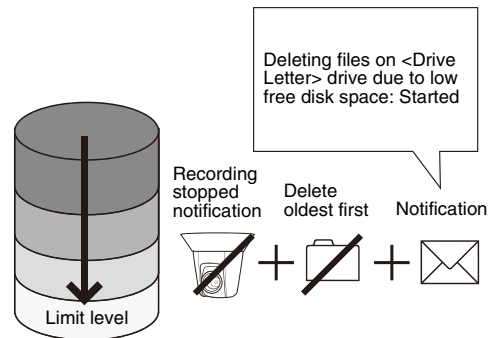 Deleting files on <Drive
Letter> drive due to low
free disk space: Started
Recording
stopped
notification
Delete
oldest first
Notification
Limit level